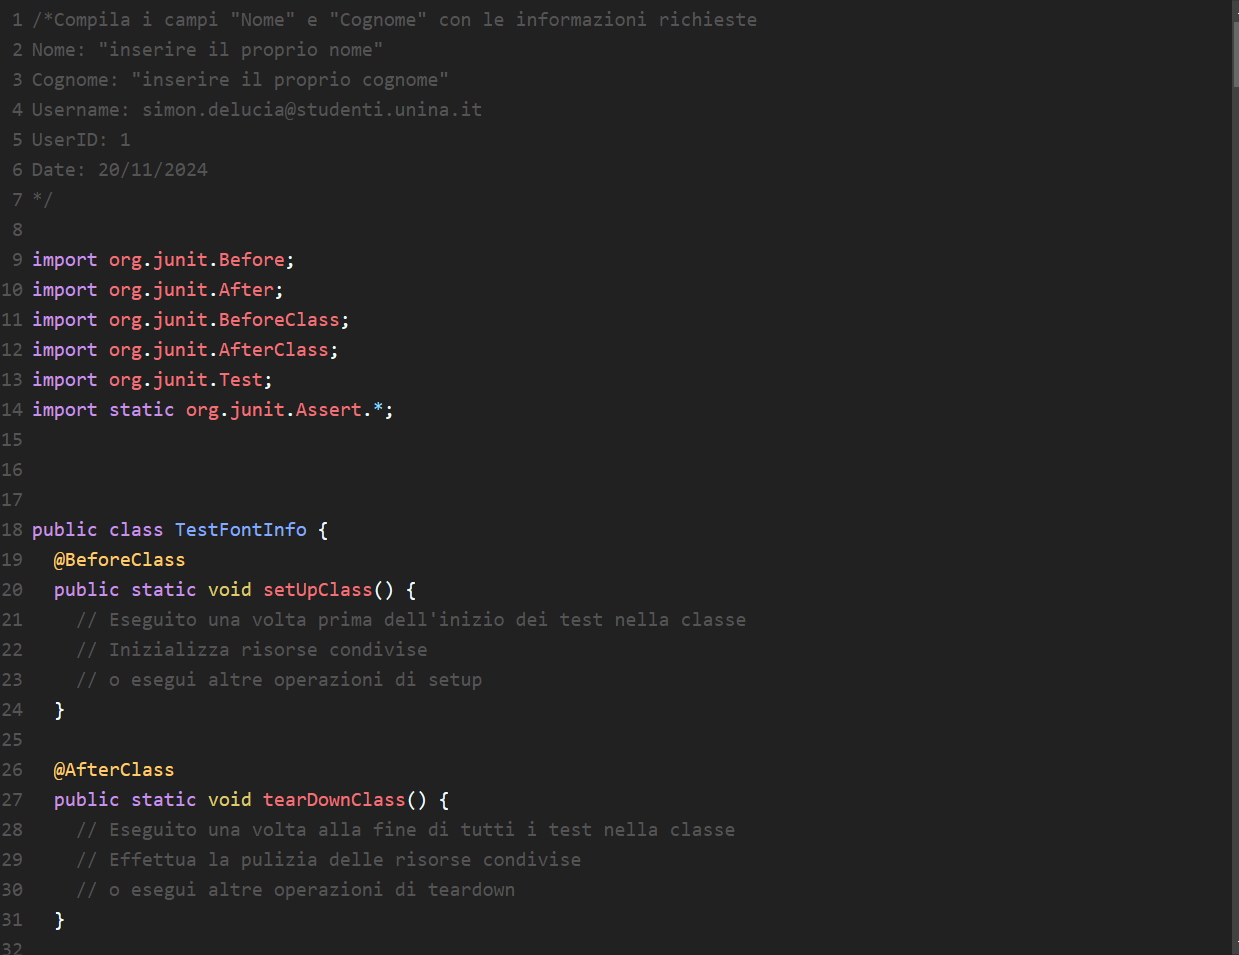 1 /*Compila i campi "Nome" e "Cognome" con le informazioni richieste
2 Nome: "inserire il proprio nome"
3 Cognome: "inserire il proprio cognome"
4 Username: simon.delucia@studenti.unina.it
5 UserID: 1
6 Date: 20/11/2024
7 */
8
9 import org.junit.Before;
10 import org.junit.After;
11 import org.junit.BeforeClass;
12 import org.junit.AfterClass;
13 import org.junit.Test;
14 import static org.junit.Assert.*;
15
16
17
18 public class TestFontInfo {
19   @BeforeClass
20   public static void setUpClass() {
21     // Eseguito una volta prima dell'inizio dei test nella classe
22     // Inizializza risorse condivise
23     // o esegui altre operazioni di setup
24   }
25
26   @AfterClass
27   public static void tearDownClass() {
28     // Eseguito una volta alla fine di tutti i test nella classe
29     // Effettua la pulizia delle risorse condivise
30     // o esegui altre operazioni di teardown
31   }
32